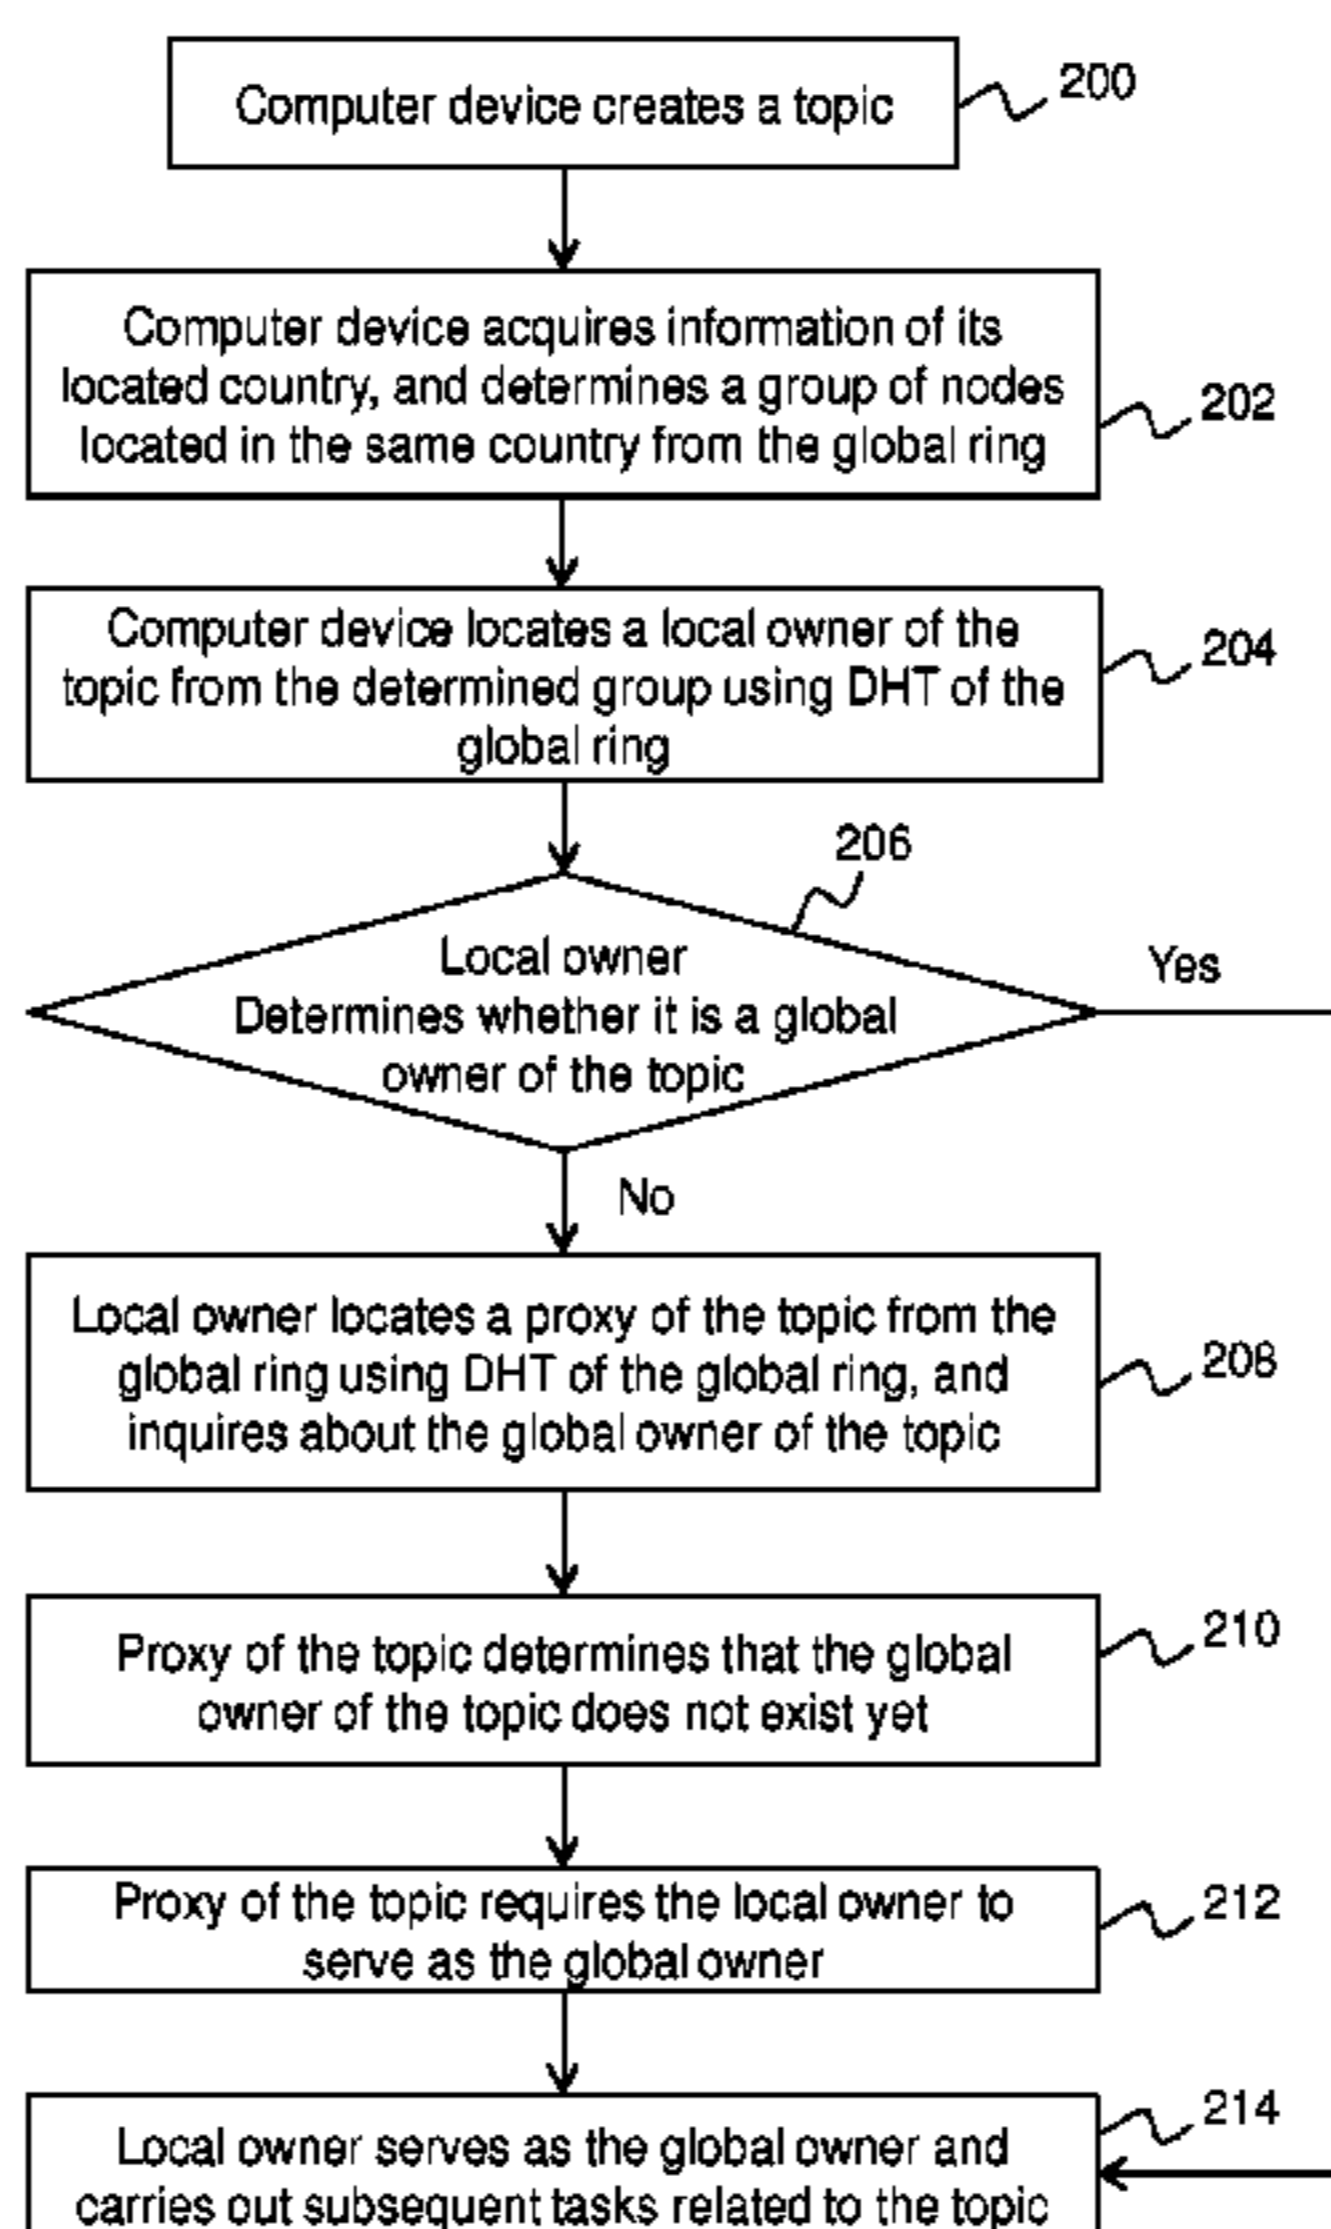 Computer device creates a topic
200
Computer device acquires information of its
located country, and determines a group of nodes
located in the same country from the global ring
202
Computer device locates a local owner of the
topic from the determined group using DHT of the
global ring
204
206
Local owner
Determines whether it is a global
owner of the topic
Yes
No
Local owner locates a proxy of the topic from the
global ring using DHT of the global ring, and
inquires about the global owner of the topic
208
Proxy of the topic determines that the global
owner of the topic does not exist yet
210
Proxy of the topic requires the local owner to
serve as the global owner
212
Local owner serves as the global owner and
carries out subsequent tasks related to the topic
214